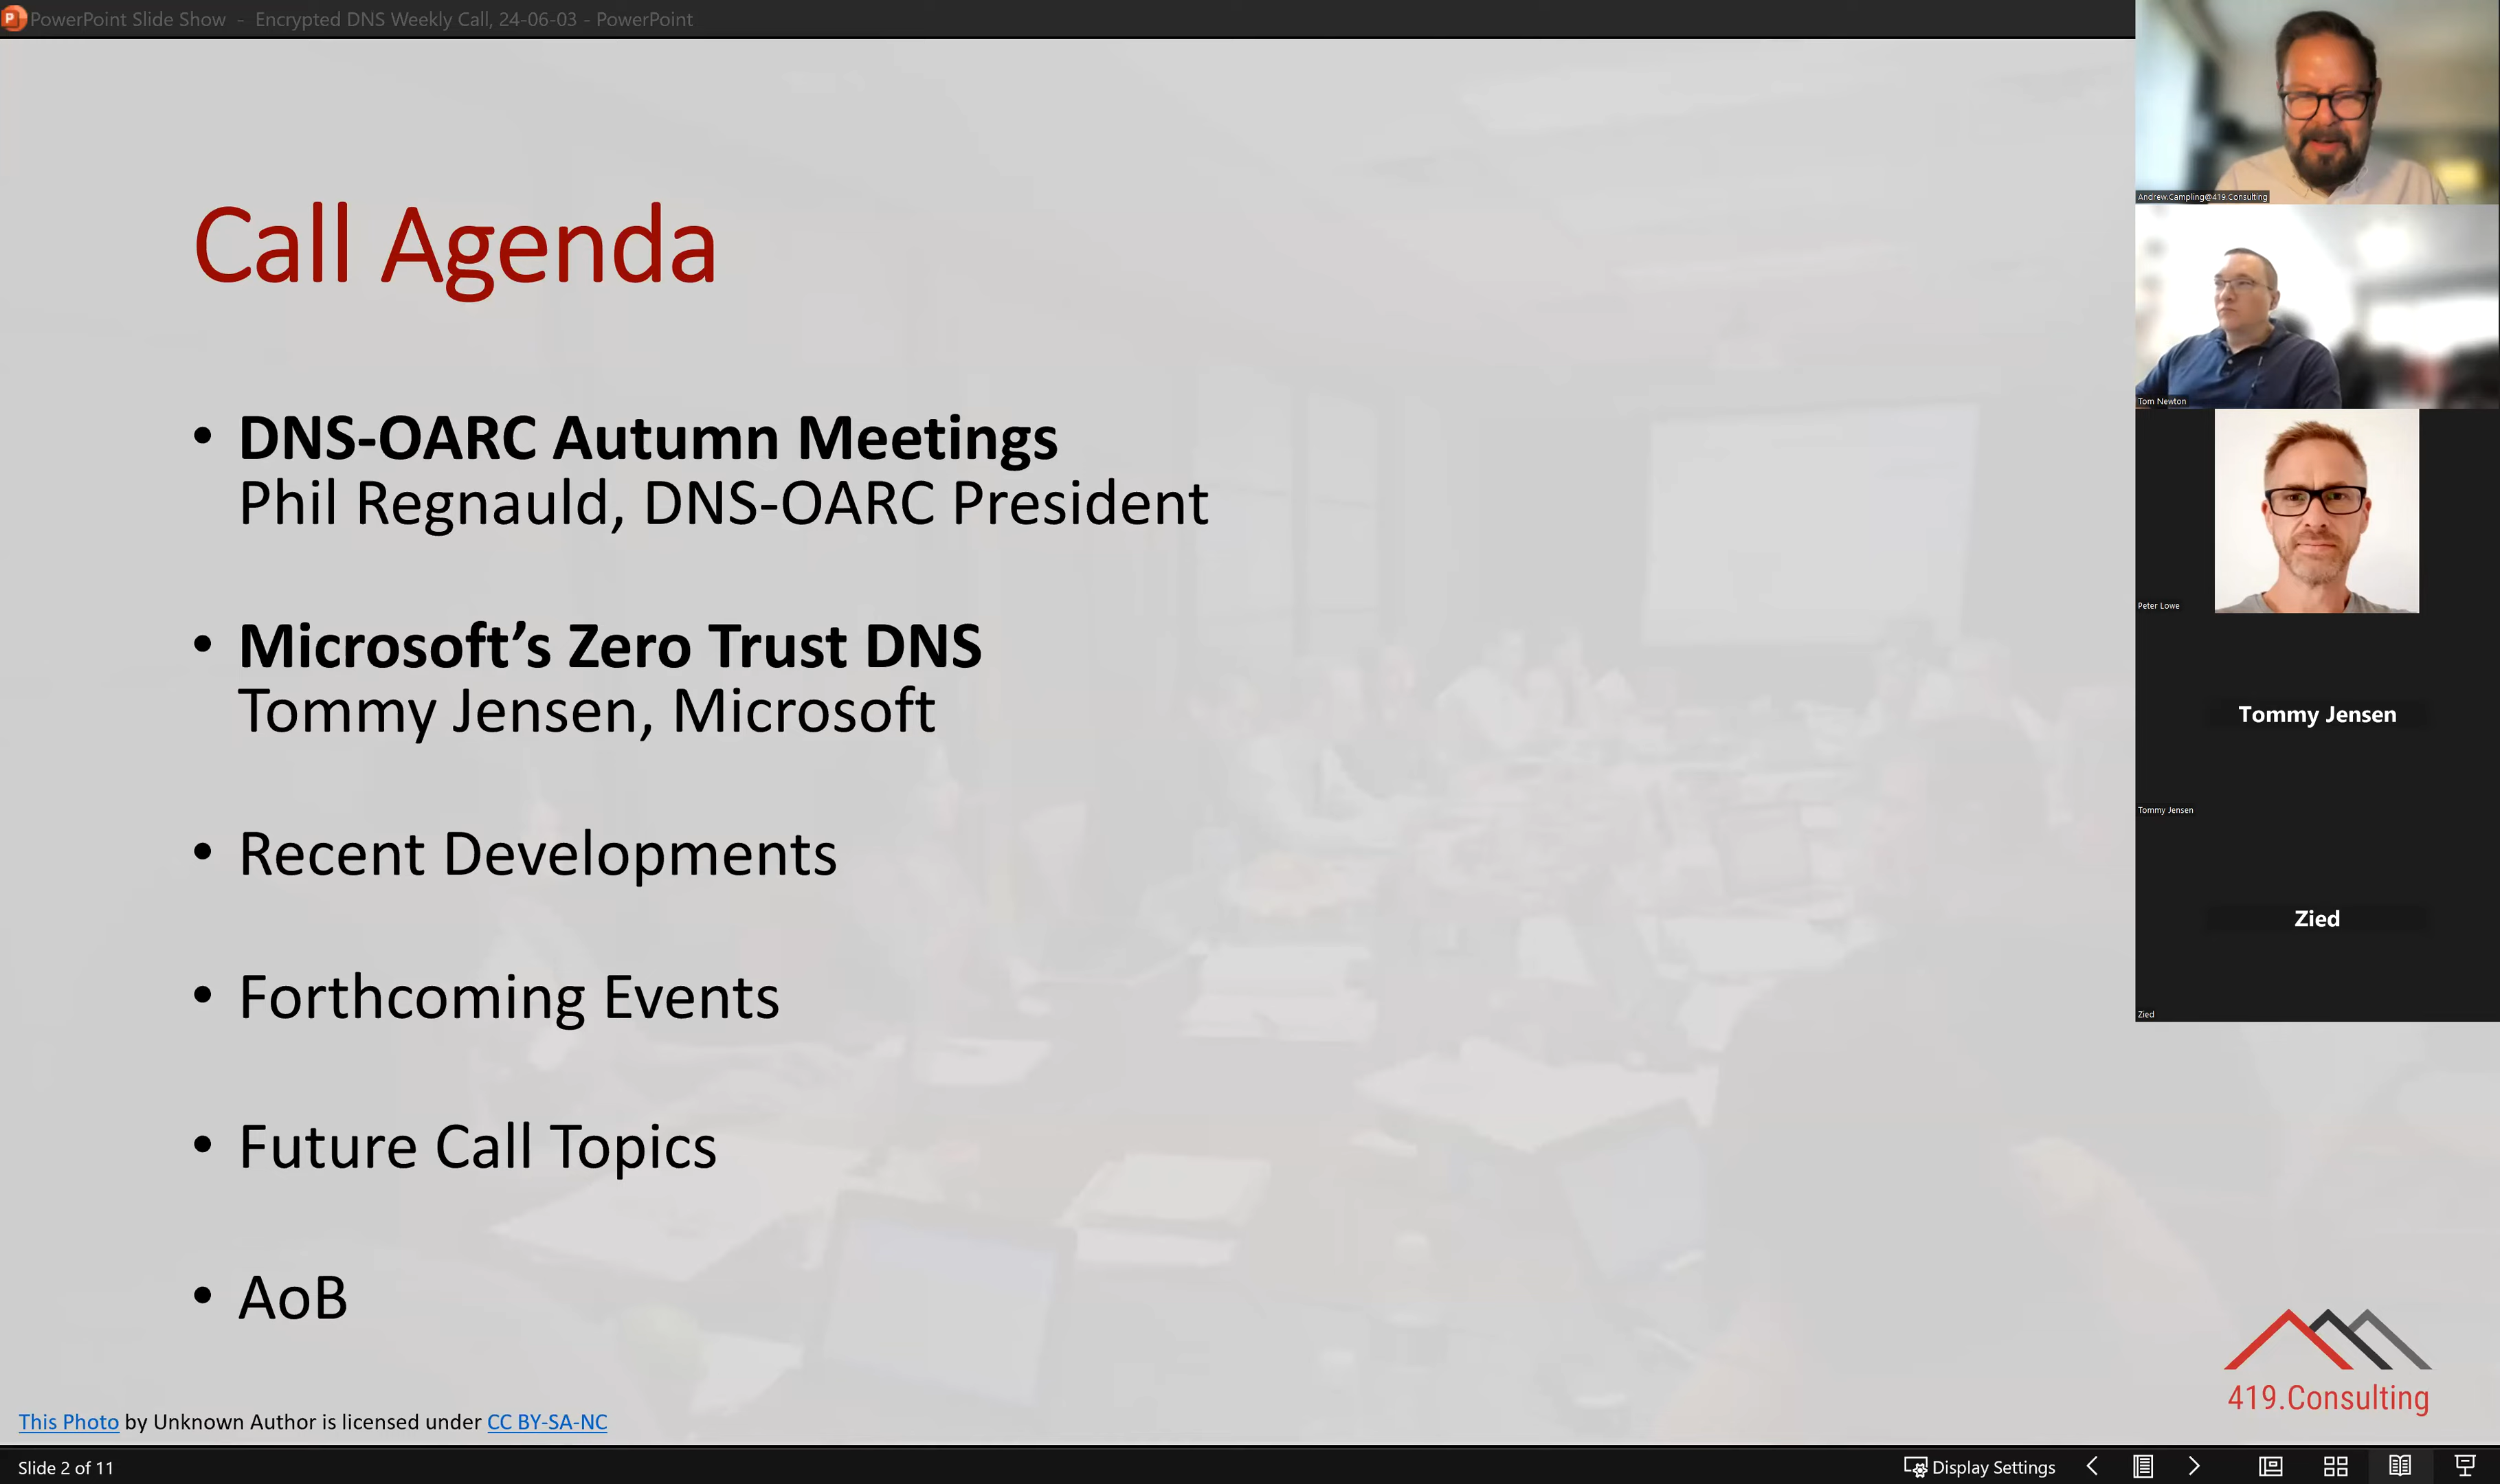 PowerPoint Slide Show - Encrypted DNS Weekly Call, 24-06-03 - PowerPoint
Call Agenda
• DNS-OARC Autumn Meetings
Phil Regnauld, DNS-OARC President
• Microsoft’s Zero Trust DNS
Tommy Jensen, Microsoft
• Recent Developments
• Forthcoming Events
• Future Call Topics
• AoB
Andrew.Campling@419.Consulting
Tom Newton
Peter Lowe
Tommy Jensen
Tommy Jensen
Zied
Zied
419.Consulting
This Photo by Unknown Author is licensed under CC BY-SA-NC
Slide 2 of 11
Display Settings